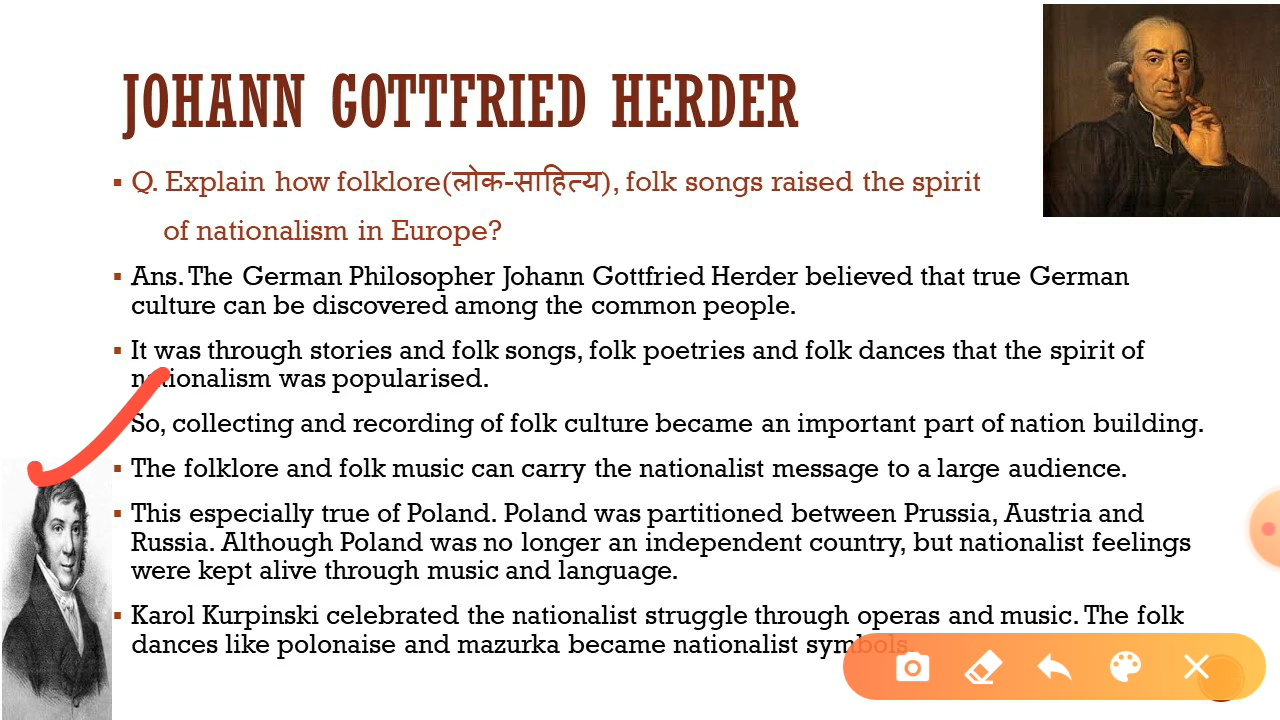 JOHANN GOTTFRIED HERDER
Q. Explain how folklore(लोक-साहित्य), folk songs raised the spirit
of nationalism in Europe?
Ans. The German Philosopher Johann Gottfried Herder believed that true German
culture can be discovered among the common people.
It was through stories and folk songs, folk poetries and folk dances that the spirit of
nationalism was popularised.
So, collecting and recording of folk culture became an important part of nation building.
The folklore and folk music can carry the nationalist message to a large audience.
This especially true of Poland. Poland was partitioned between Prussia, Austria and
Russia. Although Poland was no longer an independent country, but nationalist feelings
were kept alive through music and language.
Karol Kurpinski celebrated the nationalist struggle through operas and music. The folk
dances like polonaise and mazurka became nationalist symbols.